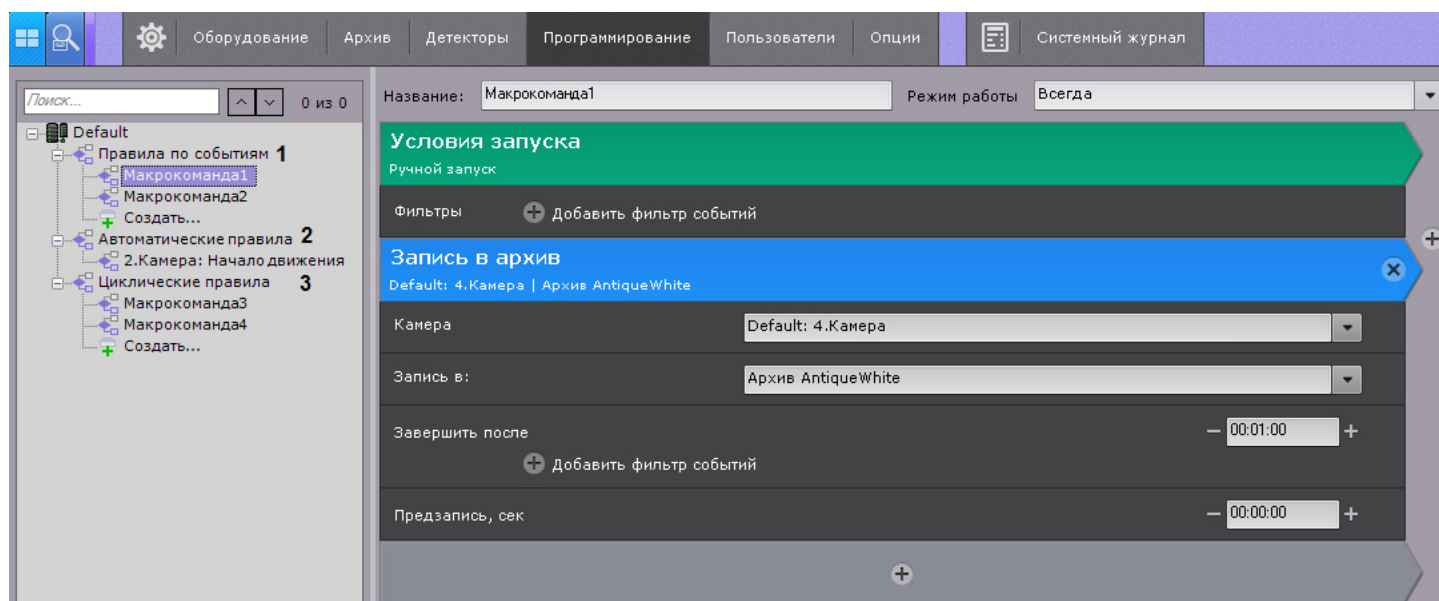 Оборудование Архив Детекторы Программирование Пользователи Опции Системный журнал
Поиск... 0 из 0
Default
Правила по событиям 1
Макрокоманда1
Макрокоманда2
Создать...
Автоматические правила 2
2.Камера: Начало движения
Циклические правила 3
Макрокоманда3
Макрокоманда4
Создать...
Название: Макрокоманда1 Режим работы Всегда
Условия запуска
Ручной запуск
Фильтры Добавить фильтр событий
Запись в архив
Default: 4.Камера | Архив AntiqueWhite
Камера Default: 4.Камера
Запись в: Архив AntiqueWhite
Завершить после 00:01:00
Добавить фильтр событий
Предзапись, сек 00:00:00